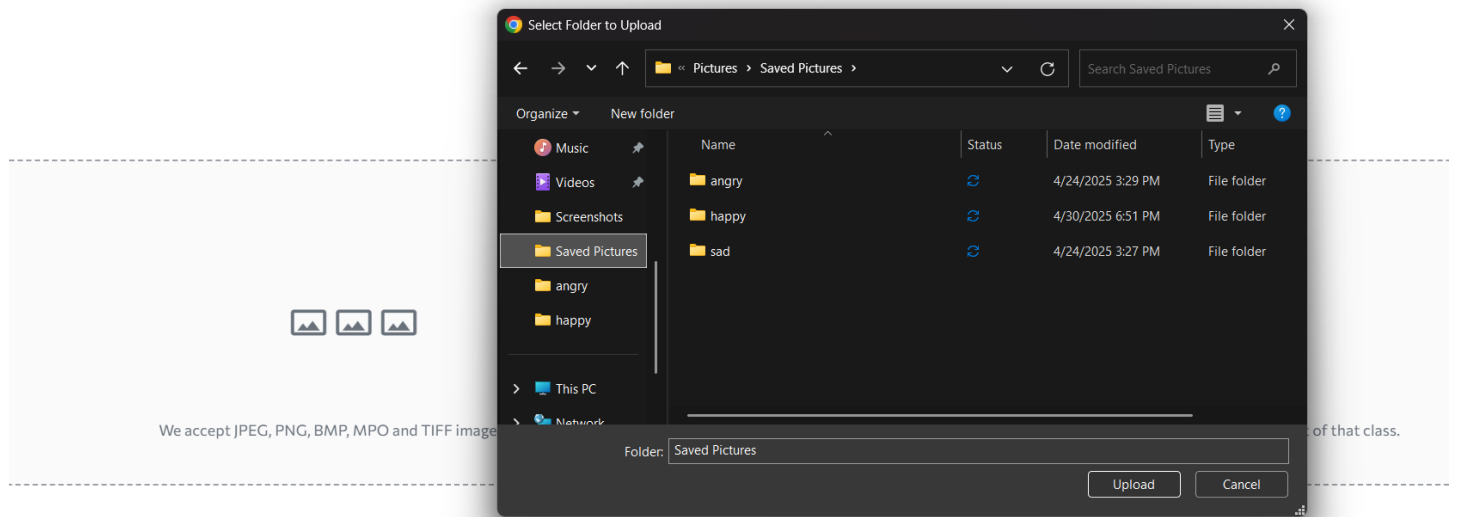 Select Folder to Upload
« Pictures > Saved Pictures >
Search Saved Pictures
Organize
New folder
Name
Status
Date modified
Type
Music
Videos
Screenshots
Saved Pictures
angry
happy
This PC
Network
angry 4/24/2025 3:29 PM File folder
happy 4/30/2025 6:51 PM File folder
sad 4/24/2025 3:27 PM File folder
We accept JPEG, PNG, BMP, MPO and TIFF image
of that class.
Folder: Saved Pictures
Upload
Cancel